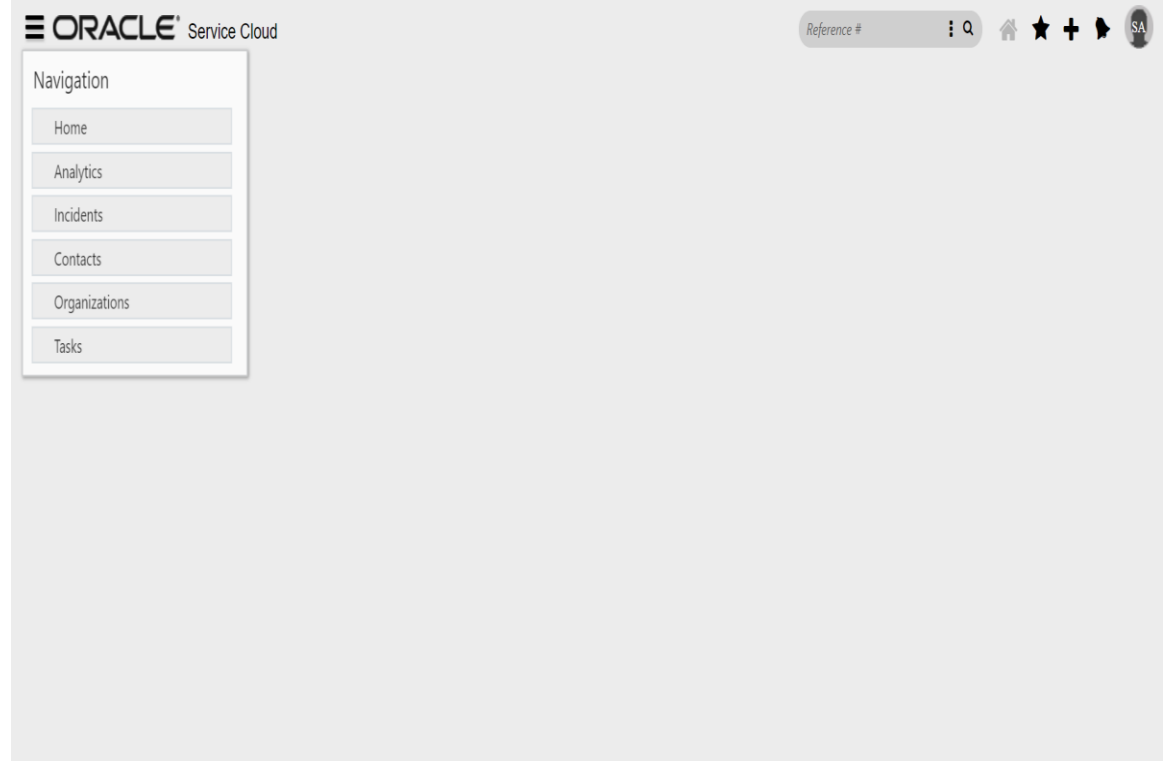 ORACLE® Service Cloud
Reference #
SA
Navigation
Home
Analytics
Incidents
Contacts
Organizations
Tasks